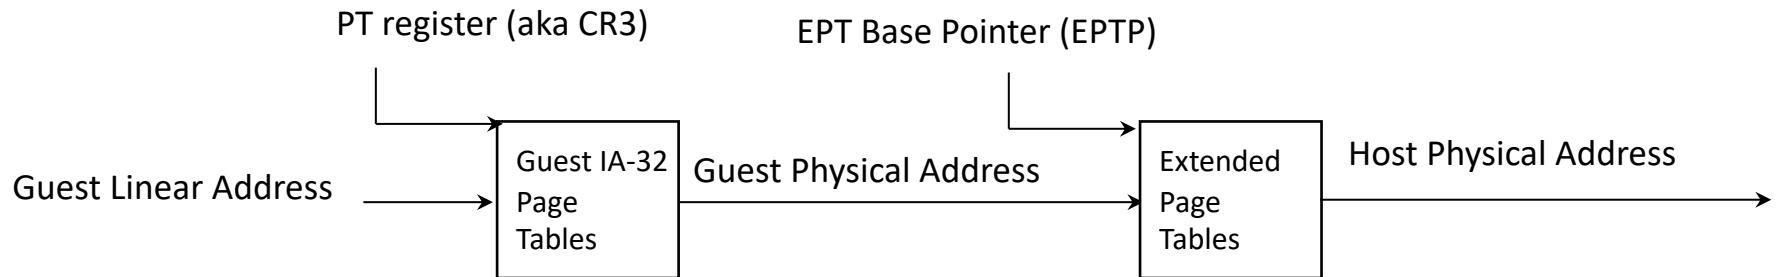 PT register (aka CR3)
EPT Base Pointer (EPTP)
Guest Linear Address
Guest IA-32
Page
Tables
Guest Physical Address
Extended
Page
Tables
Host Physical Address